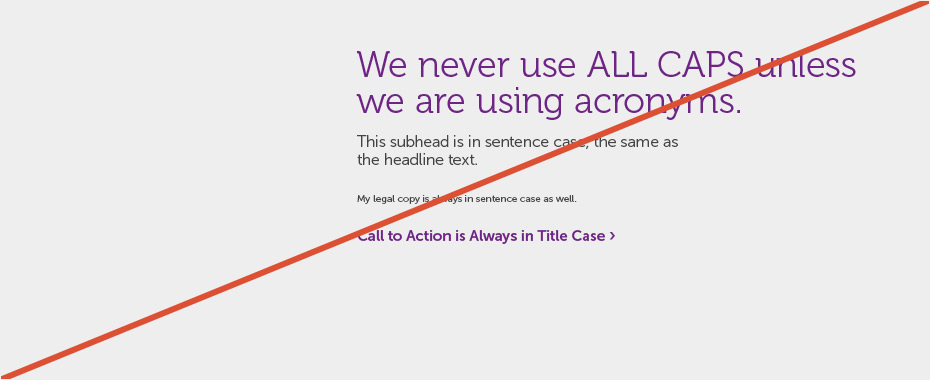 We never use ALL CAPS unless
we are using acronyms.
This subhead is in sentence case, the same as
the headline text.
My legal copy is always in sentence case as well.
Call to Action is Always in Title Case ›